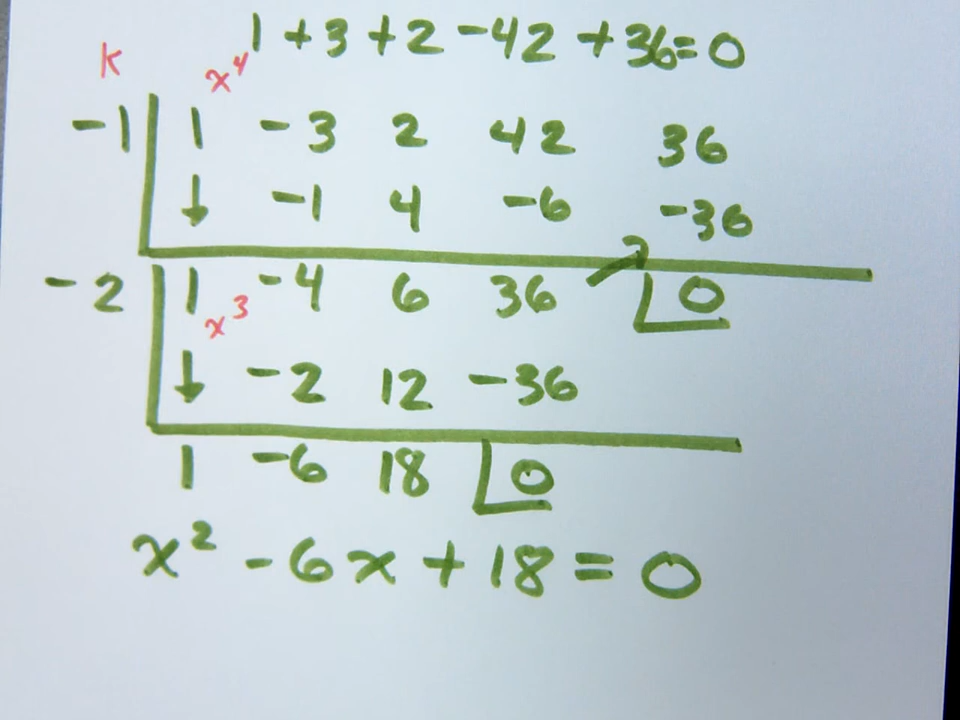 1 + 3 + 2 - 42 + 36 = 0
k x⁴
-1 1 -3 2 42 36
↓ -1 4 -6 -36
-2 1 -4 6 36 0
x³
↓ -2 12 -36
1 -6 18 0
x² - 6x + 18 = 0